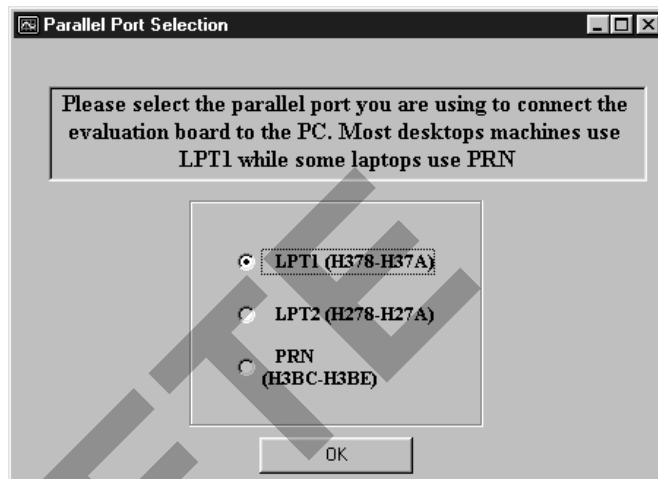 Parallel Port Selection
Please select the parallel port you are using to connect the
evaluation board to the PC. Most desktops machines use
LPT1 while some laptops use PRN
LPT1 (H378-H37A)
LPT2 (H278-H27A)
PRN
(H3BC-H3BE)
OK
ETE